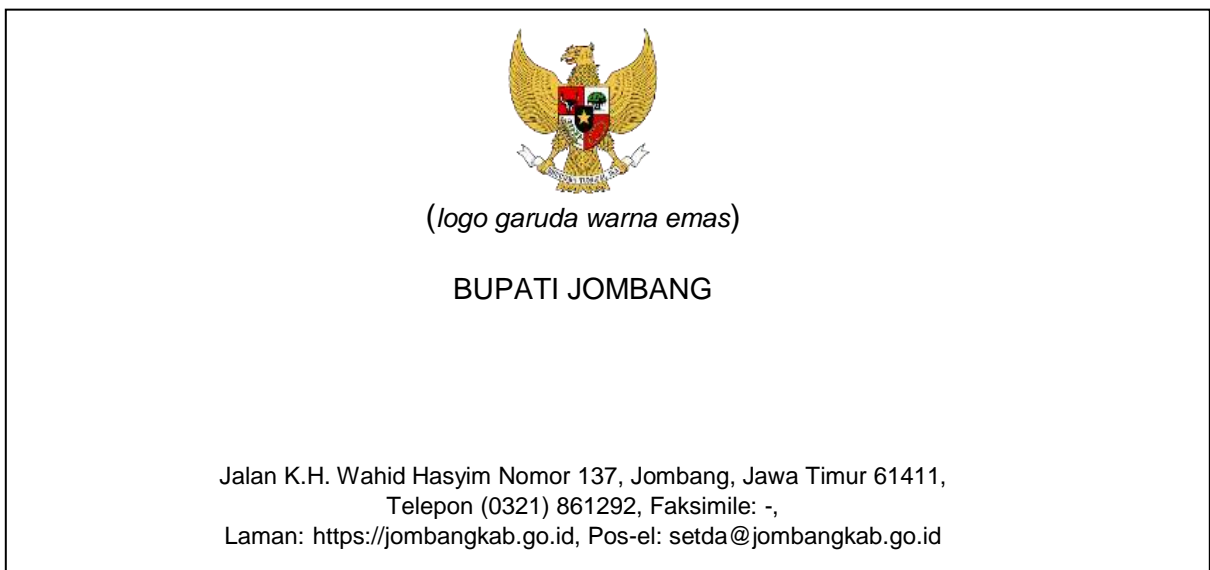 (logo garuda warna emas)
BUPATI JOMBANG
Jalan K.H. Wahid Hasyim Nomor 137, Jombang, Jawa Timur 61411,
Telepon (0321) 861292, Faksimile: -,
Laman: https://jombangkab.go.id, Pos-el: setda@jombangkab.go.id